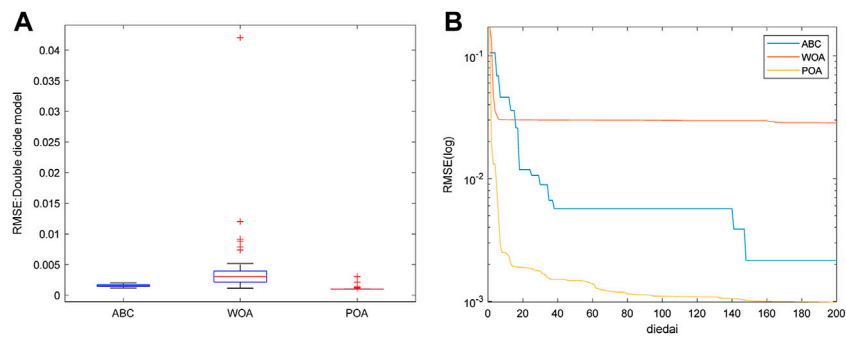 A
RMSE:Double diode model
0.04
0.035
0.03
0.025
0.02
0.015
0.01
0.005
0
ABC
WOA
POA
B
RMSE(log)
10-1
10-2
10-3
ABC
WOA
POA
0
20
40
60
80
100
120
140
160
180
200
diedai